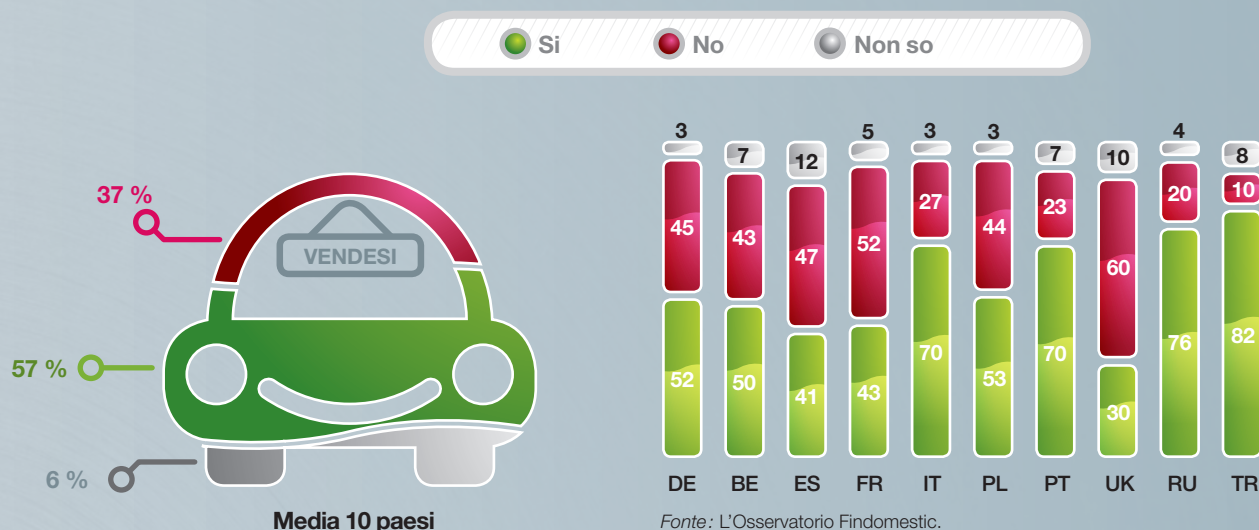 Si No Non so
37 %
VENDESI
57 %
6 %
Media 10 paesi
3 7 12 5 3 3 7 10 4 8
45 43 47 52 27 44 23 60 20 10
52 50 41 43 70 53 70 30 76 82
DE BE ES FR IT PL PT UK RU TR
Fonte : L'Osservatorio Findomestic.